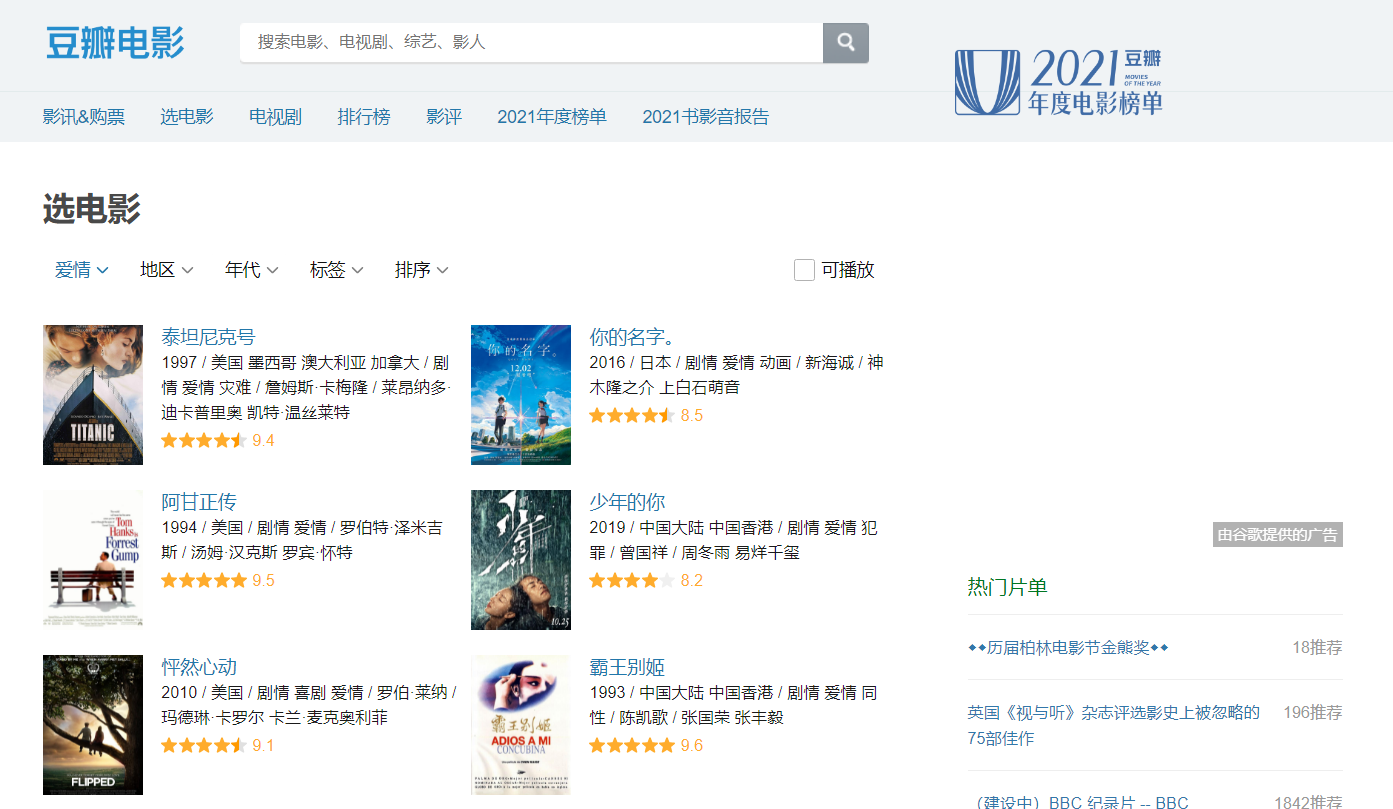 豆瓣电影
搜索电影、电视剧、综艺、影人
2021 豆瓣
MOVIES
OF THE YEAR
年度电影榜单
影讯&购票 选电影 电视剧 排行榜 影评 2021年度榜单 2021书影音报告
选电影
爱情 地区 年代 标签 排序 可播放
泰坦尼克号
1997 / 美国 墨西哥 澳大利亚 加拿大 / 剧
情 爱情 灾难 / 詹姆斯·卡梅隆 / 莱昂纳多·
迪卡普里奥 凯特·温丝莱特
9.4
TITANIC
你的名字。
2016 / 日本 / 剧情 爱情 动画 / 新海诚 / 神
木隆之介 上白石萌音
8.5
你的名字。
12.02
阿甘正传
1994 / 美国 / 剧情 爱情 / 罗伯特·泽米吉
斯 / 汤姆·汉克斯 罗宾·怀特
9.5
Tom
Hanks is
Forrest
Gump
少年的你
2019 / 中国大陆 中国香港 / 剧情 爱情 犯
罪 / 曾国祥 / 周冬雨 易烊千玺
8.2
少年的你
10.25
怦然心动
2010 / 美国 / 剧情 喜剧 爱情 / 罗伯·莱纳 /
玛德琳·卡罗尔 卡兰·麦克奥利菲
9.1
FLIPPED
霸王别姬
1993 / 中国大陆 中国香港 / 剧情 爱情 同
性 / 陈凯歌 / 张国荣 张丰毅
9.6
霸王别姬
ADIOS A MI
CONCUBINA
由谷歌提供的广告
热门片单
◆◆历届柏林电影节金熊奖◆◆ 18推荐
英国《视与听》杂志评选影史上被忽略的 196推荐
75部佳作
（建设中）BBC 纪录片 -- BBC 1842推荐